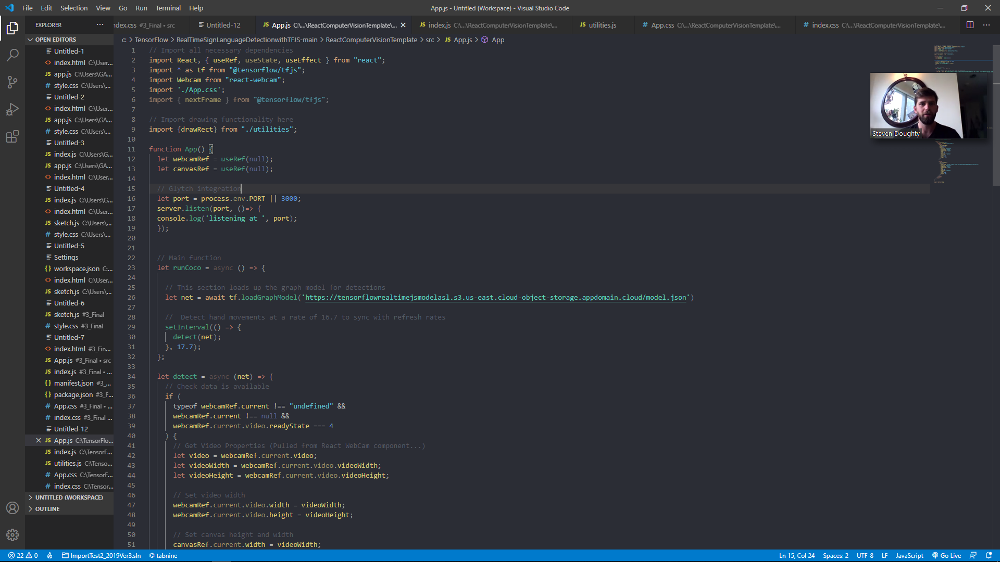 File Edit Selection View Go Run Terminal Help
App.js - Untitled (Workspace) - Visual Studio Code
EXPLORER
ndex.css #3_Final • src
Untitled-12
App.js C:\...\ReactComputerVisionTemplate\...
index.js C:\...\ReactComputerVisionTemplate\...
utilities.js
App.css C:\...\ReactComputerVisionTemplate\...
index.css C:\...\ReactComputerVisionTemplate\...
OPEN EDITORS
Untitled-1
index.html C:\User...
app.js C:\Users\GA...
style.css C:\Users\...
Untitled-2
index.html C:\User...
app.js C:\Users\GA...
style.css C:\Users\...
Untitled-3
index.js C:\Users\G...
app.js C:\Users\GA...
index.html C:\User...
Untitled-4
index.js C:\Users\G...
index.html C:\User...
sketch.js C:\Users\...
style.css C:\Users\...
Untitled-5
Settings
workspace.json C:...
index.html C:\User...
sketch.js C:\Users\...
Untitled-6
sketch.js #3_Final
style.css #3_Final
Untitled-7
index.html #3_Fin...
App.js #3_Final • src
index.js #3_Final • ...
manifest.json #3_...
package.json #3_F...
App.css #3_Final • ...
index.css #3_Final ...
Untitled-12
App.js C:\TensorFlo...
index.js C:\TensorF...
utilities.js C:\Tenso...
App.css C:\TensorF...
index.css C:\Tensor...
UNTITLED (WORKSPACE)
OUTLINE
c: > TensorFlow > RealTimeSignLanguageDetectionwithTFJS-main > ReactComputerVisionTemplate > src > JS App.js > App
1 // Import all necessary dependencies
2 import React, { useRef, useState, useEffect } from "react";
3 import * as tf from "@tensorflow/tfjs";
4 import Webcam from "react-webcam";
5 import './App.css';
6 import { nextFrame } from "@tensorflow/tfjs";
7
8 // Import drawing functionality here
9 import {drawRect} from "./utilities";
10
11 function App() {
12 let webcamRef = useRef(null);
13 let canvasRef = useRef(null);
14
15 // Glytch integration
16 let port = process.env.PORT || 3000;
17 server.listen(port, ()=> {
18 console.log('listening at ', port);
19 });
20
21
22 // Main function
23 let runCoco = async () => {
24
25 // This section loads up the graph model for detections
26 let net = await tf.loadGraphModel('https://tensorflowrealtimejsmodelasl.s3.us-east.cloud-object-storage.appdomain.cloud/model.json')
27
28 //  Detect hand movements at a rate of 16.7 to sync with refresh rates
29 setInterval(() => {
30 detect(net);
31 }, 17.7);
32 };
33
34 let detect = async (net) => {
35 // Check data is available
36 if (
37 typeof webcamRef.current !== "undefined" &&
38 webcamRef.current !== null &&
39 webcamRef.current.video.readyState === 4
40 ) {
41 // Get Video Properties (Pulled from React WebCam component...)
42 let video = webcamRef.current.video;
43 let videoWidth = webcamRef.current.video.videoWidth;
44 let videoHeight = webcamRef.current.video.videoHeight;
45
46 // Set video width
47 webcamRef.current.video.width = videoWidth;
48 webcamRef.current.video.height = videoHeight;
49
50 // Set canvas height and width
51 canvasRef.current.width = videoWidth;
Steven Doughty
22 0 ImportTest2_2019Ver3.sln tabnine
Ln 15, Col 24 Spaces: 2 UTF-8 LF JavaScript Go Live